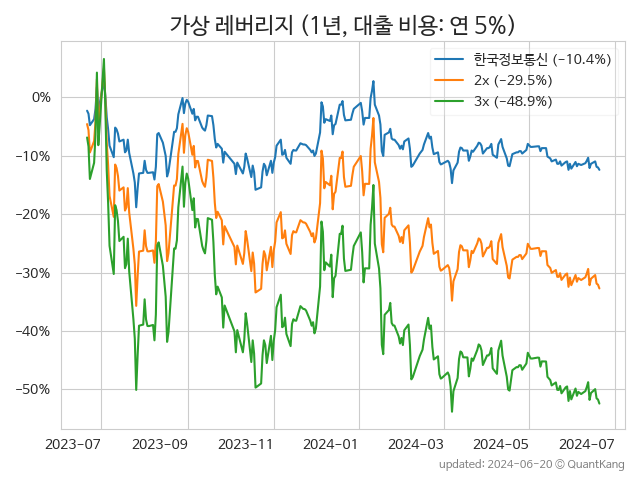 가상 레버리지 (1년, 대출 비용: 연 5%)
한국정보통신 (−10.4%)
2x (−29.5%)
3x (−48.9%)
0%
−10%
−20%
−30%
−40%
−50%
2023-07 2023-09 2023-11 2024-01 2024-03 2024-05 2024-07
updated: 2024-06-20 © QuantKang